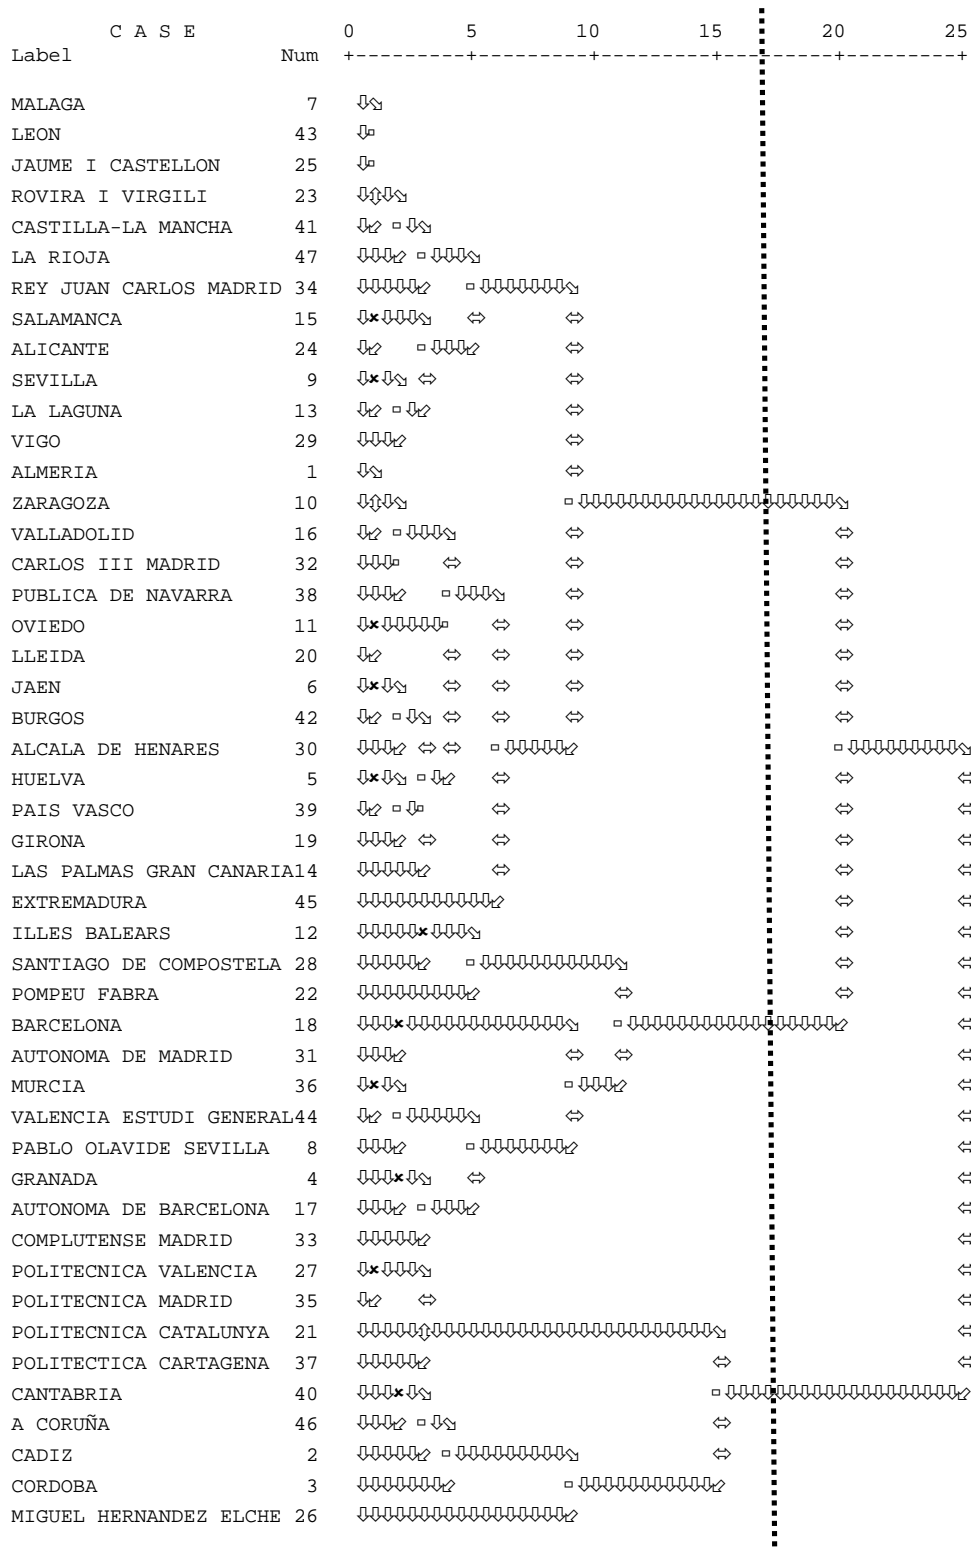 C A S E 0 5 10 15 20 25
Label Num +---------+---------+---------+---------+---------+
MALAGA 7
LEON 43
JAUME I CASTELLON 25
ROVIRA I VIRGILI 23
CASTILLA-LA MANCHA 41
LA RIOJA 47
REY JUAN CARLOS MADRID 34
SALAMANCA 15
ALICANTE 24
SEVILLA 9
LA LAGUNA 13
VIGO 29
ALMERIA 1
ZARAGOZA 10
VALLADOLID 16
CARLOS III MADRID 32
PUBLICA DE NAVARRA 38
OVIEDO 11
LLEIDA 20
JAEN 6
BURGOS 42
ALCALA DE HENARES 30
HUELVA 5
PAIS VASCO 39
GIRONA 19
LAS PALMAS GRAN CANARIA14
EXTREMADURA 45
ILLES BALEARS 12
SANTIAGO DE COMPOSTELA 28
POMPEU FABRA 22
BARCELONA 18
AUTONOMA DE MADRID 31
MURCIA 36
VALENCIA ESTUDI GENERAL44
PABLO OLAVIDE SEVILLA 8
GRANADA 4
AUTONOMA DE BARCELONA 17
COMPLUTENSE MADRID 33
POLITECNICA VALENCIA 27
POLITECNICA MADRID 35
POLITECNICA CATALUNYA 21
POLITECTICA CARTAGENA 37
CANTABRIA 40
A CORUÑA 46
CADIZ 2
CORDOBA 3
MIGUEL HERNANDEZ ELCHE 26